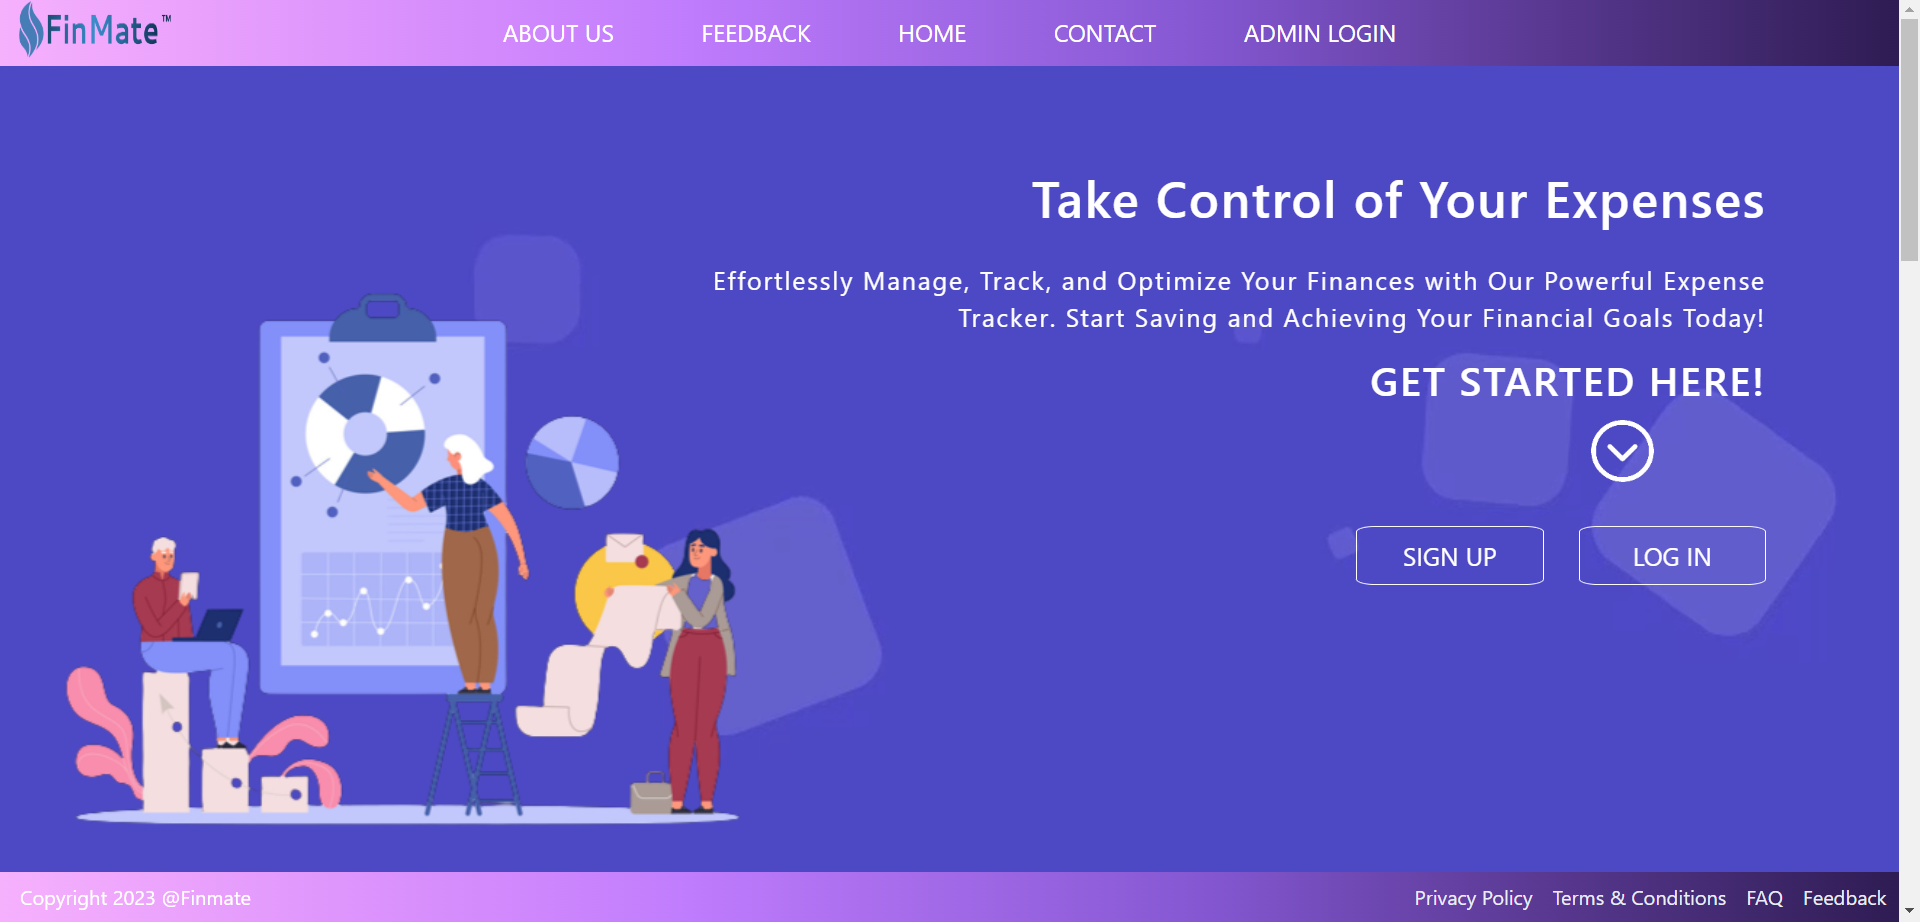 FinMate™
ABOUT US FEEDBACK HOME CONTACT ADMIN LOGIN
Take Control of Your Expenses
Effortlessly Manage, Track, and Optimize Your Finances with Our Powerful Expense
Tracker. Start Saving and Achieving Your Financial Goals Today!
GET STARTED HERE!
SIGN UP LOG IN
Copyright 2023 @Finmate Privacy Policy Terms & Conditions FAQ Feedback